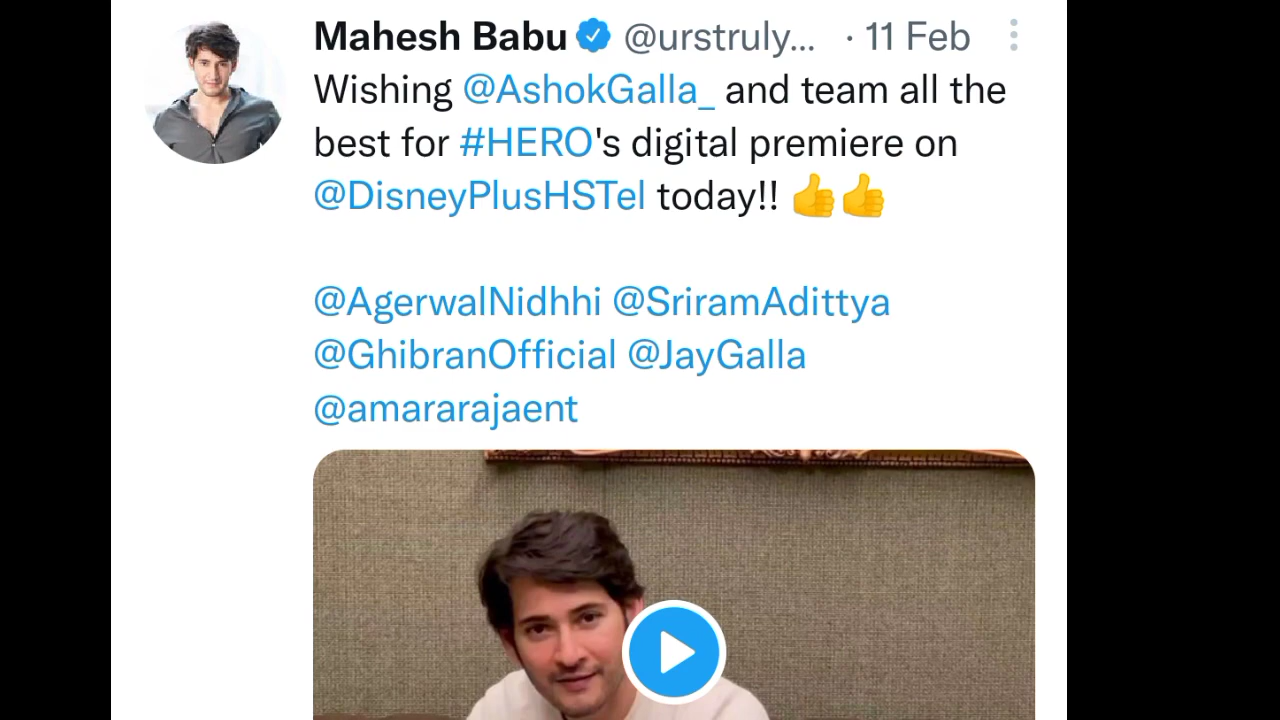 Mahesh Babu @urstruly... · 11 Feb
Wishing @AshokGalla_ and team all the
best for #HERO's digital premiere on
@DisneyPlusHSTel today!! 👍👍
@AgerwalNidhhi @SriramAdittya
@GhibranOfficial @JayGalla
@amararajaent